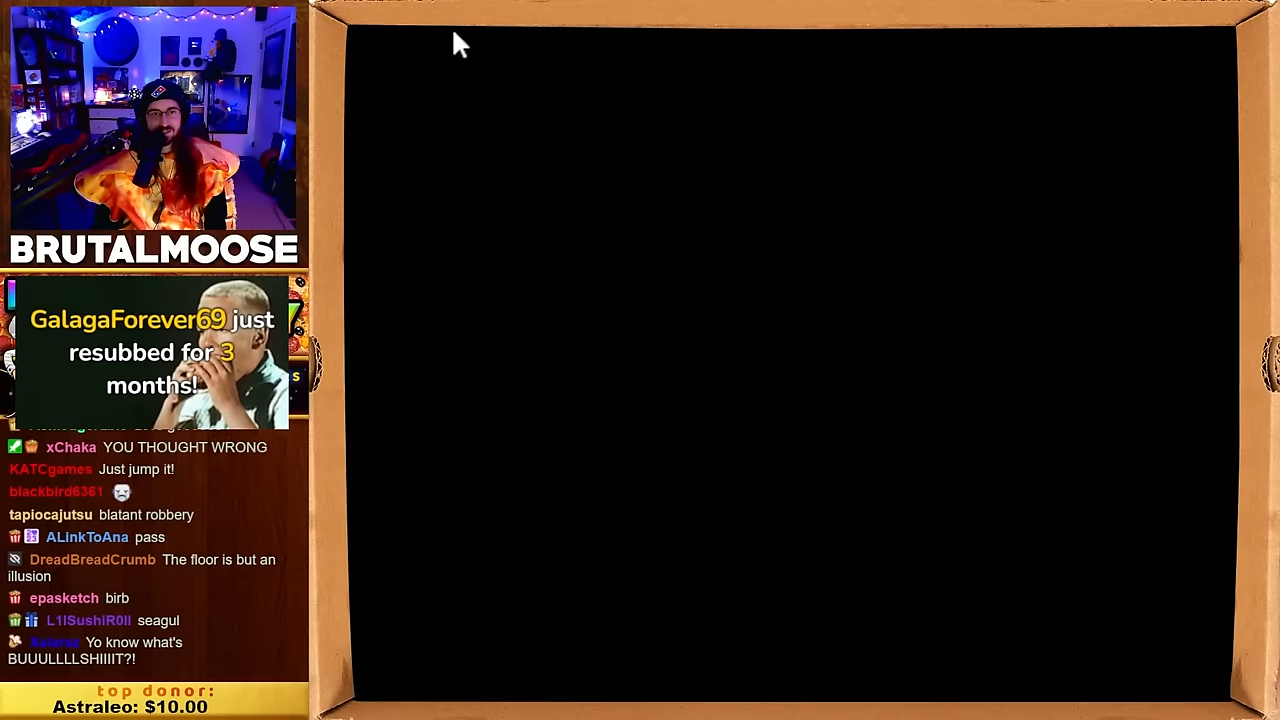 BRUTALMOOSE
GalagaForever69 just
resubbed for 3
months!
xChaka YOU THOUGHT WRONG
KATCgames Just jump it!
blackbird6361
tapiocajutsu blatant robbery
ALinkToAna pass
DreadBreadCrumb The floor is but an
illusion
epasketch birb
L1lSushiR0ll seagul
Yo know what's
BUUULLLLSHIIIIT?!
top donor:
Astraleo: $10.00